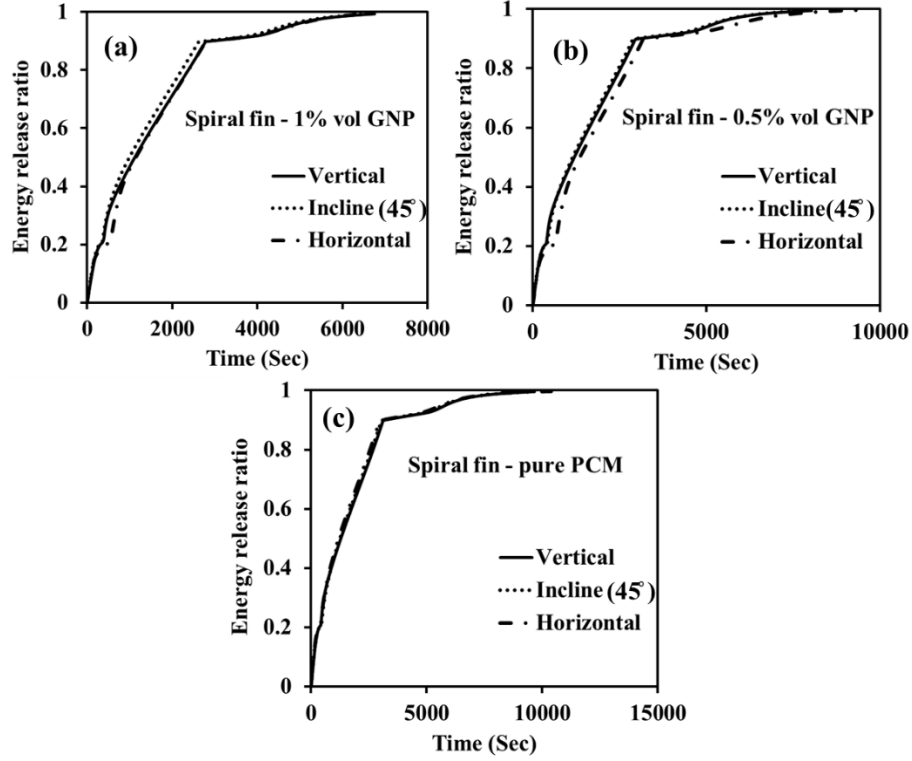 (a)
Energy release ratio
1
0.8
0.6
0.4
0.2
0
Spiral fin - 1% vol GNP
Vertical
Incline (45°)
Horizontal
0 2000 4000 6000 8000
Time (Sec)
(b)
Energy release ratio
1
0.8
0.6
0.4
0.2
0
Spiral fin - 0.5% vol GNP
Vertical
Incline(45°)
Horizontal
0 5000 10000
Time (Sec)
(c)
Energy release ratio
1
0.8
0.6
0.4
0.2
0
Spiral fin - pure PCM
Vertical
Incline (45°)
Horizontal
0 5000 10000 15000
Time (Sec)